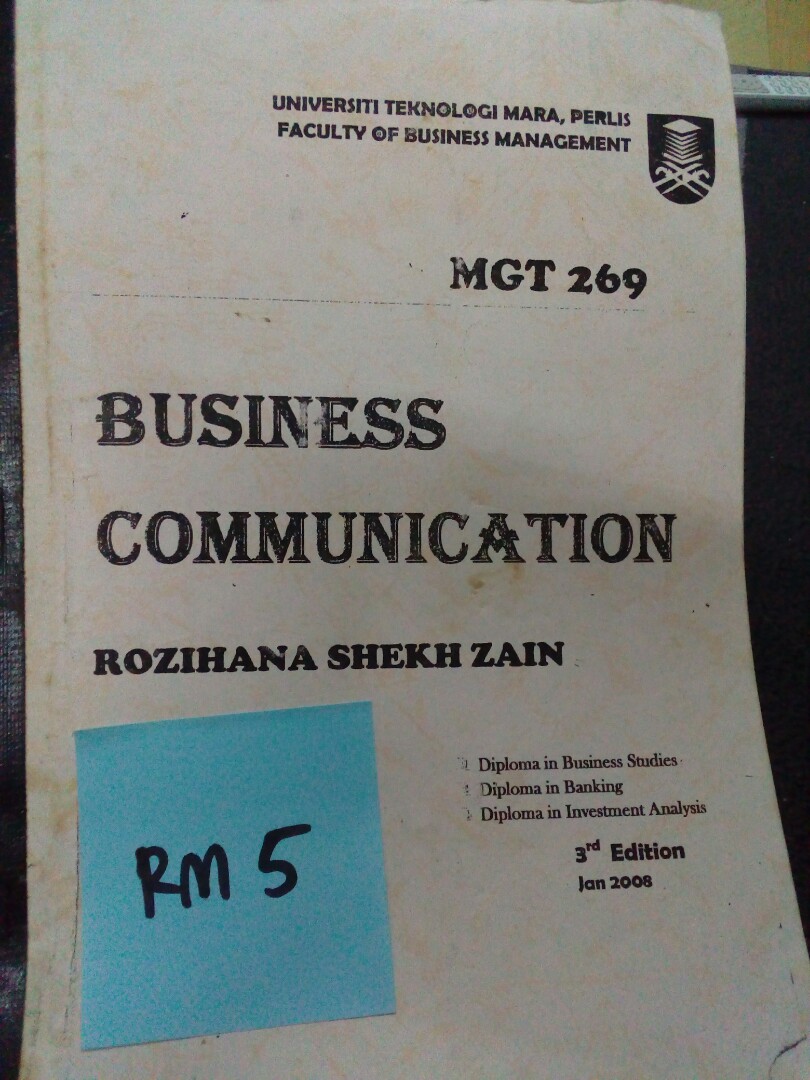 UNIVERSITI TEKNOLOGI MARA, PERLIS
FACULTY OF BUSINESS MANAGEMENT
MGT 269
BUSINESS
COMMUNICATION
ROZIHANA SHEKH ZAIN
Diploma in Business Studies
Diploma in Banking
Diploma in Investment Analysis
3rd Edition
Jan 2008
RM 5